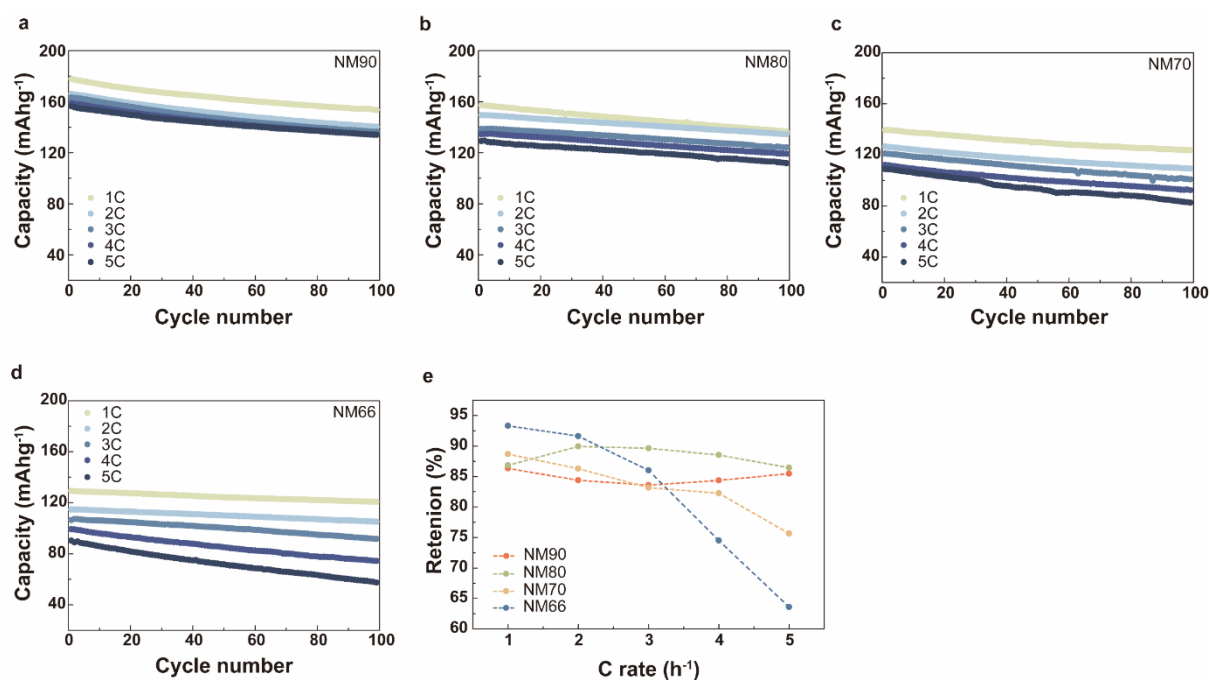 a
NM90
Capacity (mAhg⁻¹)
200
160
120
80
40
1C
2C
3C
4C
5C
0 20 40 60 80 100
Cycle number
b
NM80
Capacity (mAhg⁻¹)
200
160
120
80
40
1C
2C
3C
4C
5C
0 20 40 60 80 100
Cycle number
c
NM70
Capacity (mAhg⁻¹)
200
160
120
80
40
1C
2C
3C
4C
5C
0 20 40 60 80 100
Cycle number
d
NM66
Capacity (mAhg⁻¹)
200
160
120
80
40
1C
2C
3C
4C
5C
0 20 40 60 80 100
Cycle number
e
Retenion (%)
95
90
85
80
75
70
65
60
NM90
NM80
NM70
NM66
1 2 3 4 5
C rate (h⁻¹)